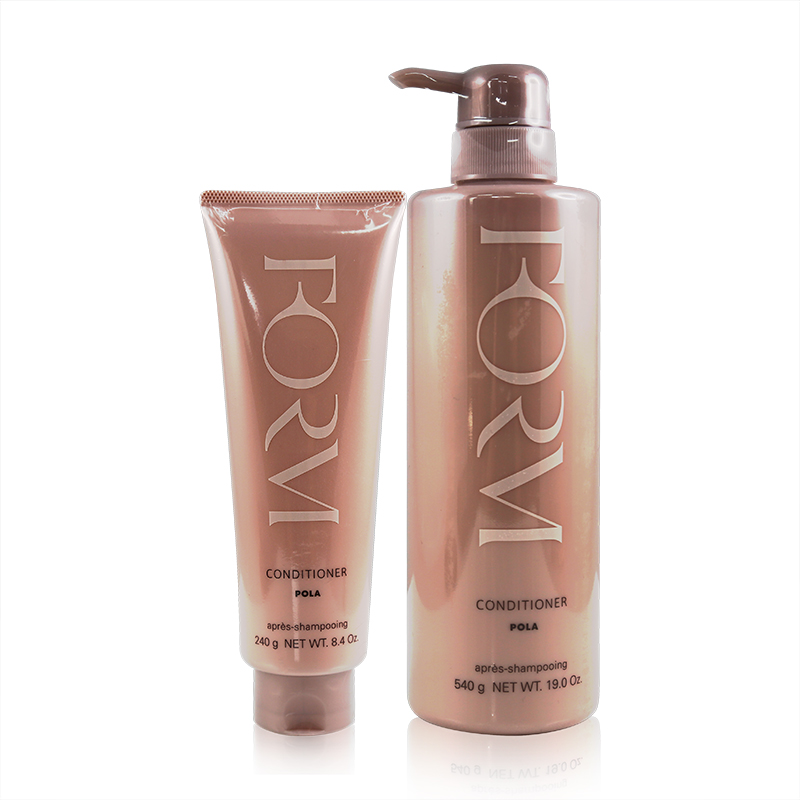 FORM
CONDITIONER
POLA
après-shampooing
240 g NET WT. 8.4 Oz.
FORM
CONDITIONER
POLA
après-shampooing
540 g NET WT. 19.0 Oz.